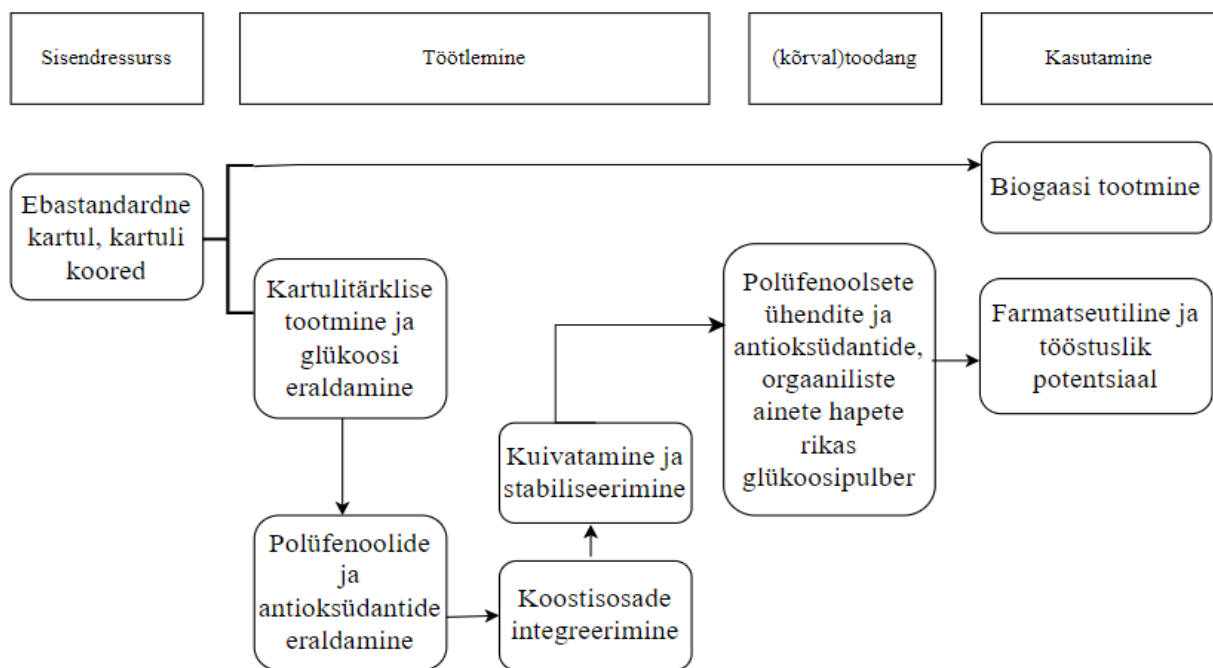 Sisendressurss
Töötlemine
(kõrval)toodang
Kasutamine
Ebastandardne
kartul, kartuli
koored
Biogaasi tootmine
Kartulitärklise
tootmine ja
glükoosi
eraldamine
Polüfenoolide
ja
antioksüdantide
eraldamine
Koostisosade
integreerimine
Kuivatamine ja
stabiliseerimine
Polüfenoolsete
ühendite ja
antioksüdantide,
orgaaniliste
ainete hapete
rikas
glükoosipulber
Farmatseutiline ja
tööstuslik
potentsiaal